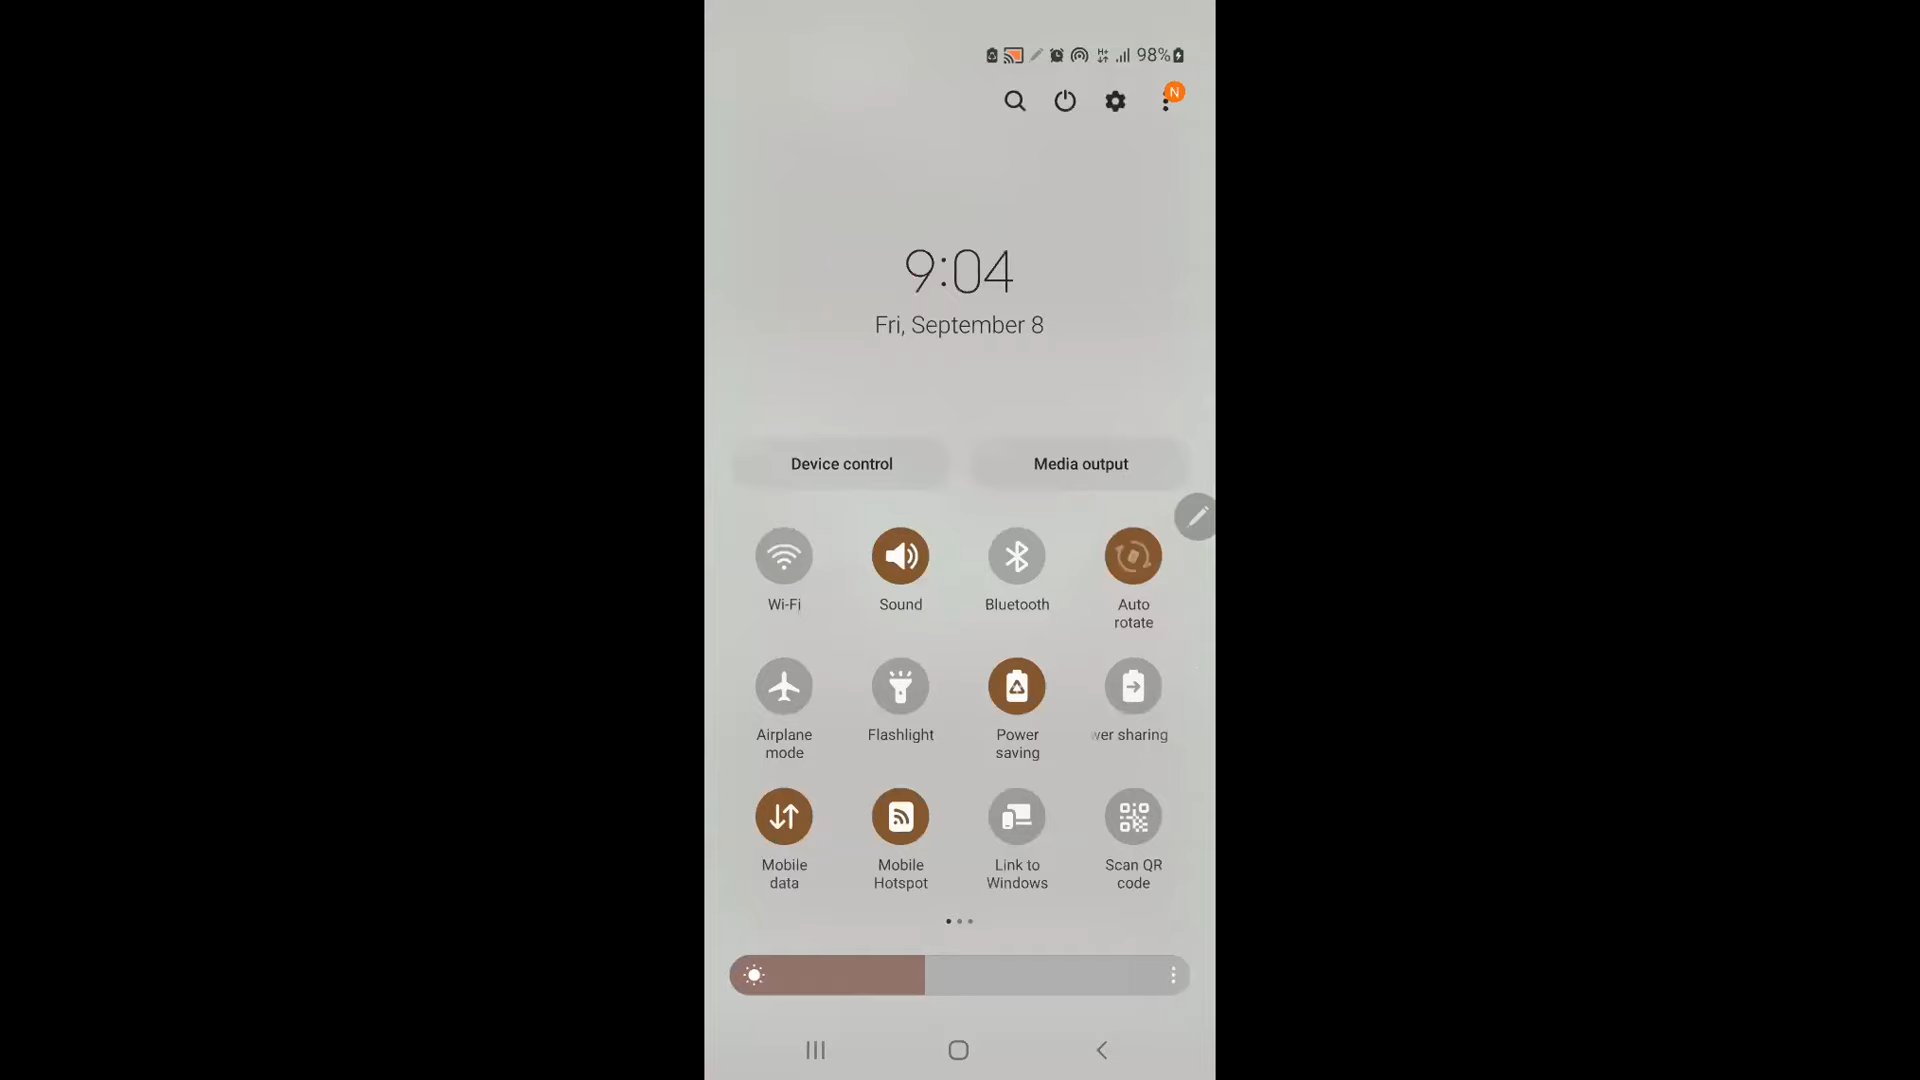 98%
N
9:04
Fri, September 8
Device control
Media output
Wi-Fi
Sound
Bluetooth
Auto
rotate
Airplane
mode
Flashlight
Power
saving
wer sharing
Mobile
data
Mobile
Hotspot
Link to
Windows
Scan QR
code